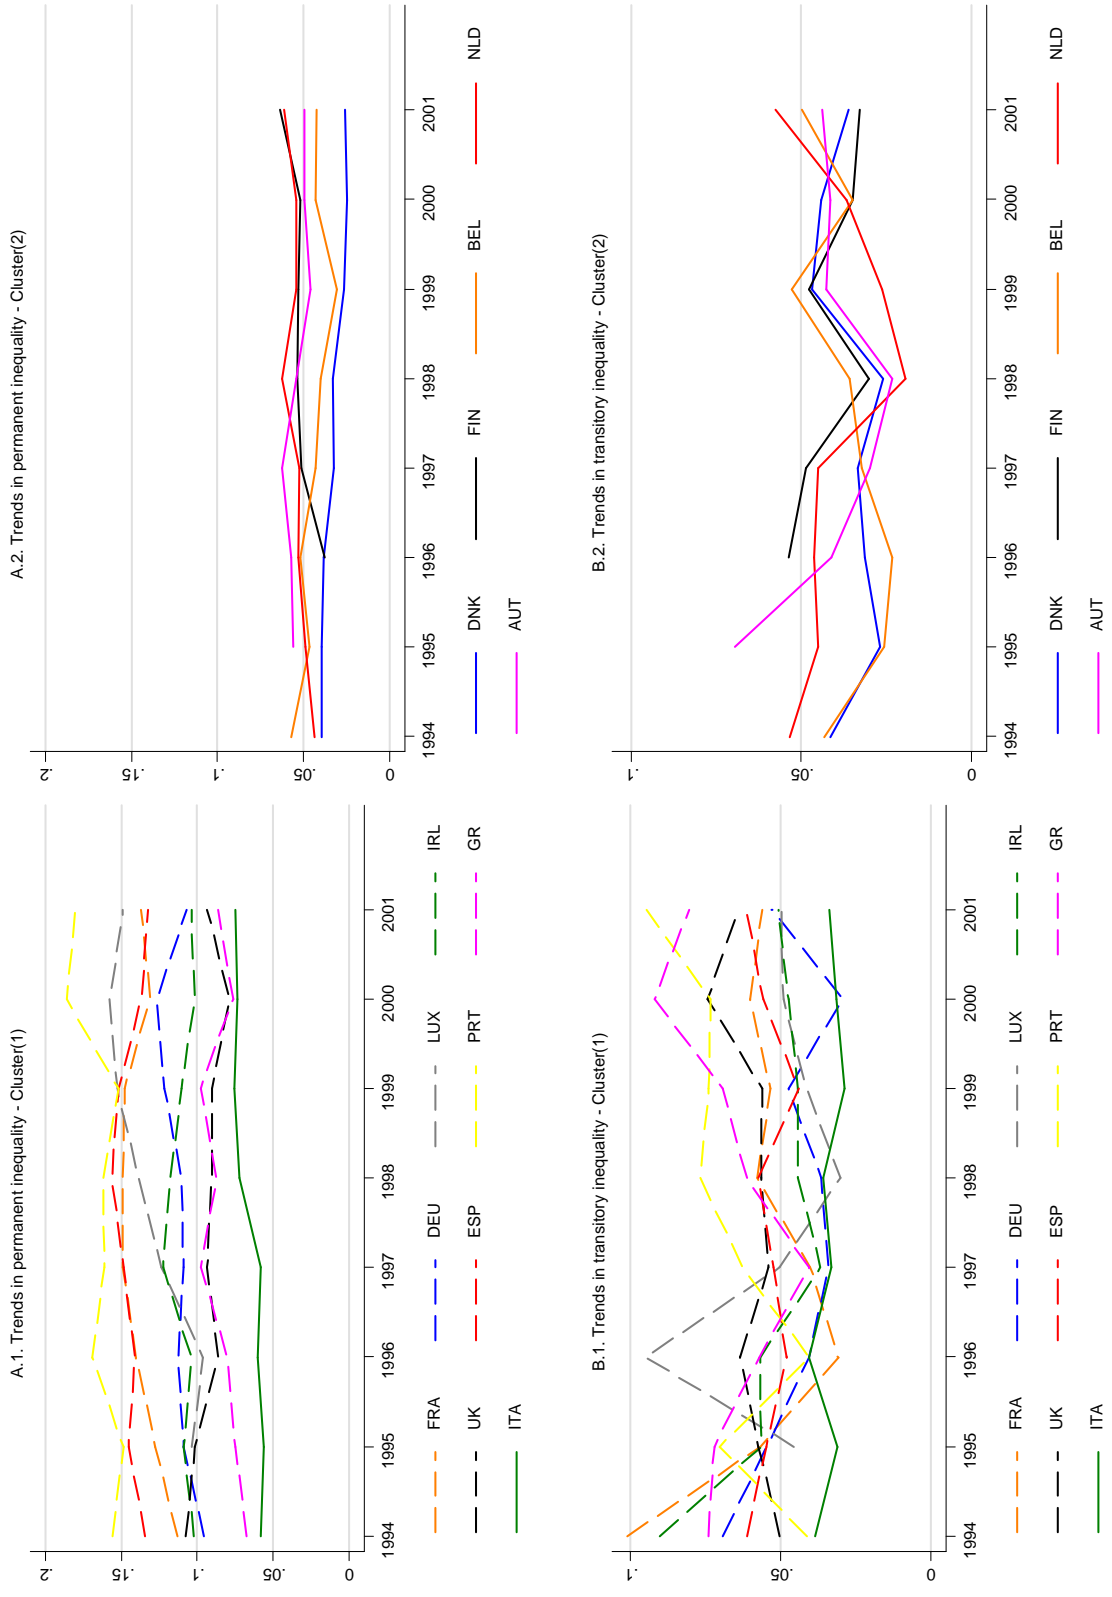 A.1. Trends in permanent inequality - Cluster(1)
.2
.15
.1
.05
0
1994 1995 1996 1997 1998 1999 2000 2001
FRA DEU LUX IRL
UK ESP PRT GR
ITA
A.2. Trends in permanent inequality - Cluster(2)
.2
.15
.1
.05
0
1994 1995 1996 1997 1998 1999 2000 2001
DNK FIN BEL NLD
AUT
B.1. Trends in transitory inequality - Cluster(1)
.1
.05
0
1994 1995 1996 1997 1998 1999 2000 2001
FRA DEU LUX IRL
UK ESP PRT GR
ITA
B.2. Trends in transitory inequality - Cluster(2)
.1
.05
0
1994 1995 1996 1997 1998 1999 2000 2001
DNK FIN BEL NLD
AUT